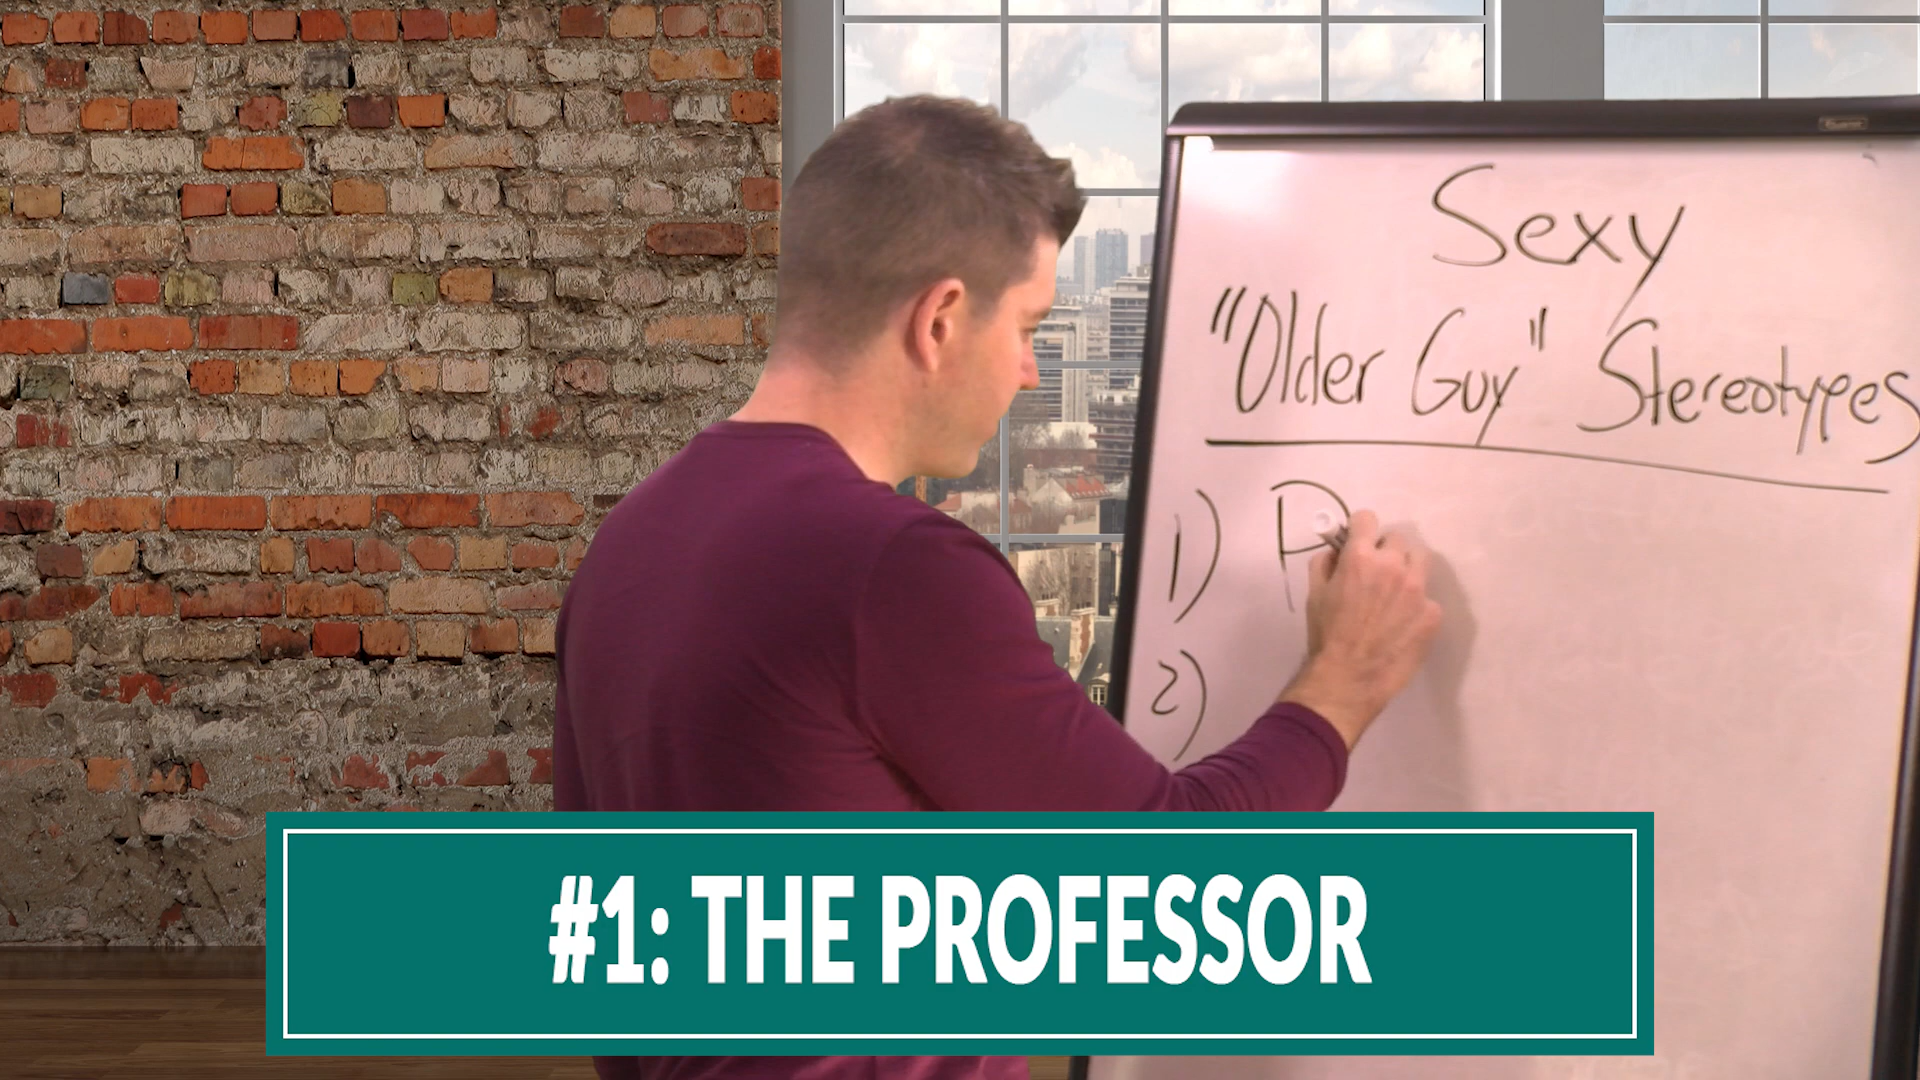 Sexy
"Older Guy" Stereotypes
1) P
2)
#1: THE PROFESSOR